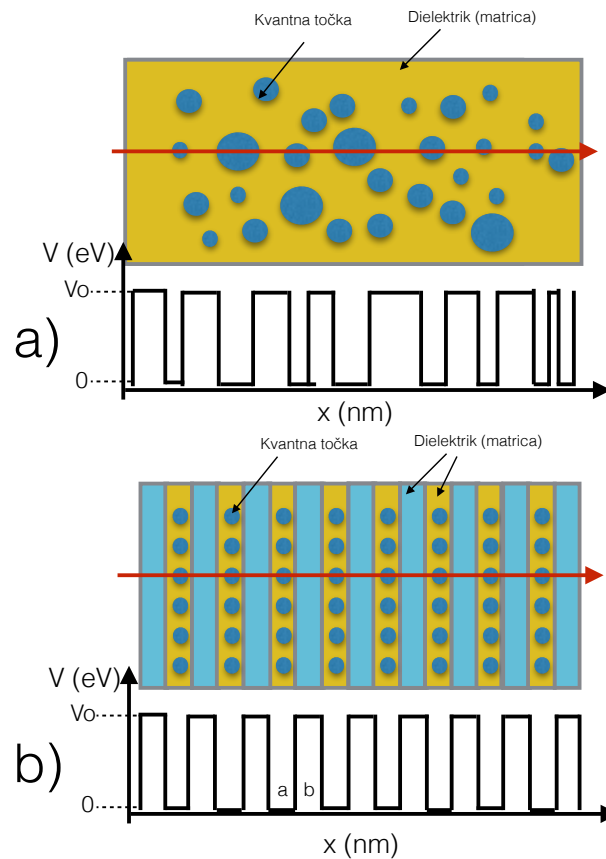 Kvantna točka
Dielektrik (matrica)
V (eV)
Vo
a)
0
x (nm)
Kvantna točka
Dielektrik (matrica)
V (eV)
Vo
b)
a b
0
x (nm)